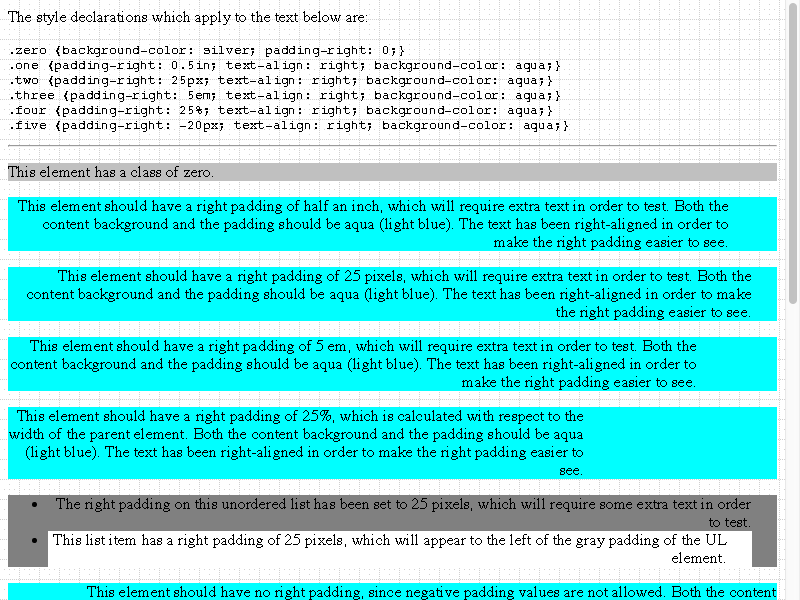 The style declarations which apply to the text below are:
.zero {background-color: silver; padding-right: 0;}
.one {padding-right: 0.5in; text-align: right; background-color: aqua;}
.two {padding-right: 25px; text-align: right; background-color: aqua;}
.three {padding-right: 5em; text-align: right; background-color: aqua;}
.four {padding-right: 25%; text-align: right; background-color: aqua;}
.five {padding-right: -20px; text-align: right; background-color: aqua;}
This element has a class of zero.
This element should have a right padding of half an inch, which will require extra text in order to test. Both the
content background and the padding should be aqua (light blue). The text has been right-aligned in order to
make the right padding easier to see.
This element should have a right padding of 25 pixels, which will require extra text in order to test. Both the
content background and the padding should be aqua (light blue). The text has been right-aligned in order to make
the right padding easier to see.
This element should have a right padding of 5 em, which will require extra text in order to test. Both the
content background and the padding should be aqua (light blue). The text has been right-aligned in order to
make the right padding easier to see.
This element should have a right padding of 25%, which is calculated with respect to the
width of the parent element. Both the content background and the padding should be aqua
(light blue). The text has been right-aligned in order to make the right padding easier to
see.
• The right padding on this unordered list has been set to 25 pixels, which will require some extra text in order
to test.
• This list item has a right padding of 25 pixels, which will appear to the left of the gray padding of the UL
element.
This element should have no right padding, since negative padding values are not allowed. Both the content